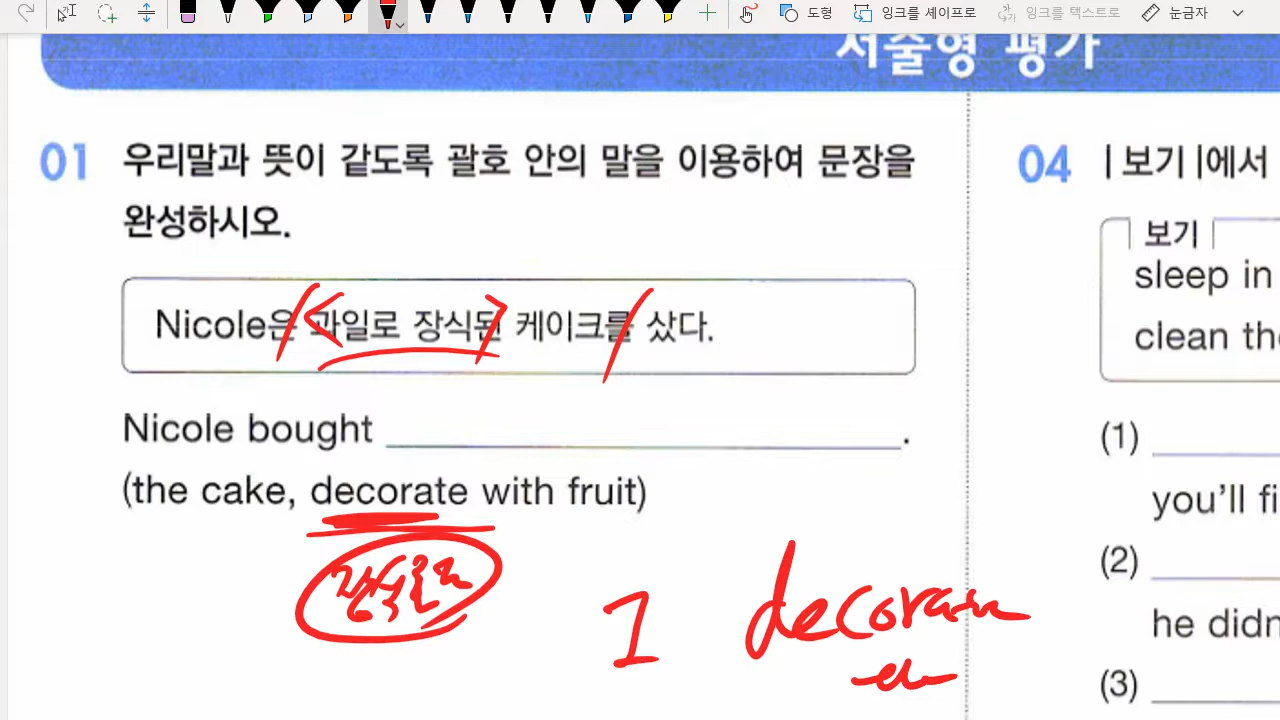 도형
잉크를 셰이프로
잉크를 텍스트로
눈금자
서술형 평가
01 우리말과 뜻이 같도록 괄호 안의 말을 이용하여 문장을
완성하시오.
Nicole은 과일로 장식된 케이크를 샀다.
Nicole bought ____________.
(the cake, decorate with fruit)
04 |보기|에서
보기
sleep in
clean the
(1)
you'll fi
(2)
he didn
(3)